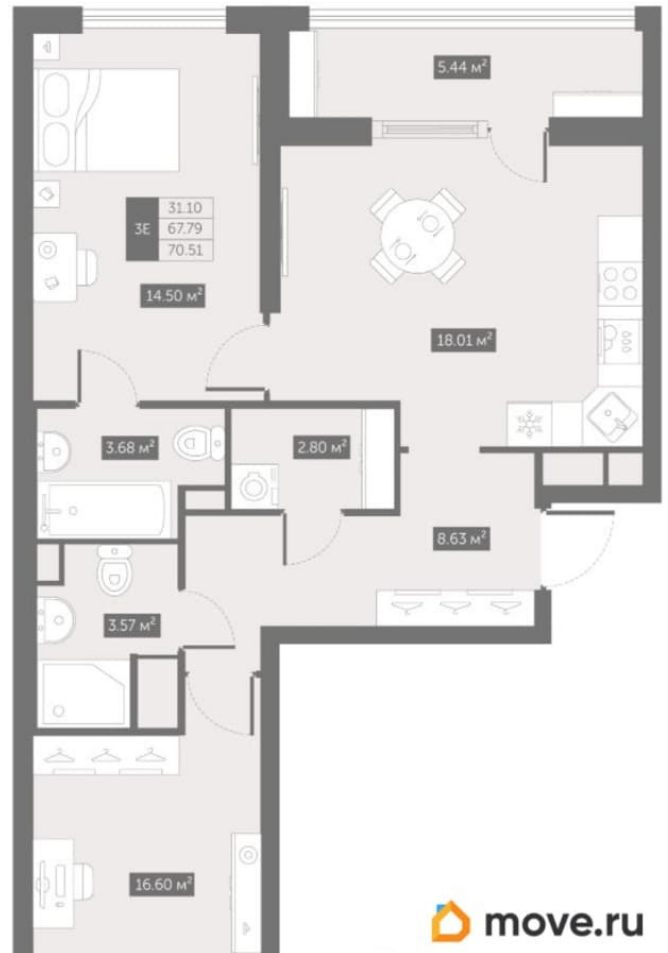 5.44 м²
3Е
31.10
67.79
70.51
14.50 м²
18.01 м²
3.68 м²
2.80 м²
8.63 м²
3.57 м²
16.60 м²
move.ru